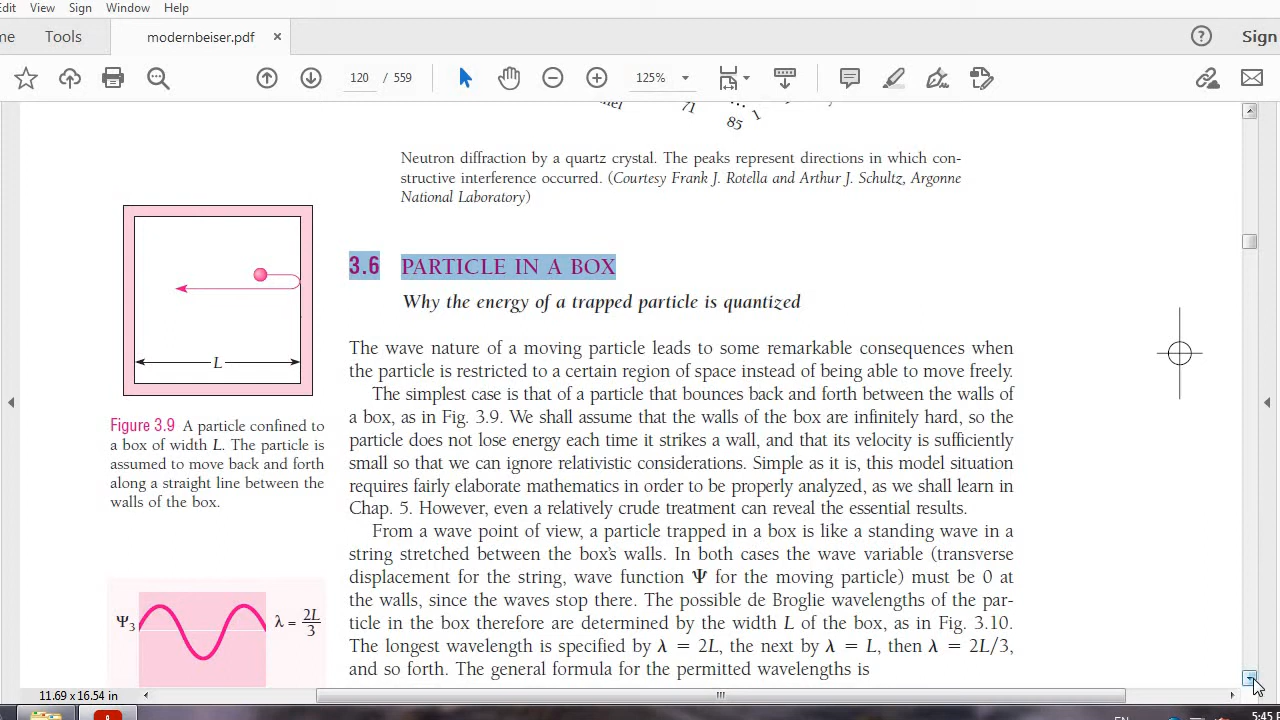 Edit View Sign Window Help
me Tools modernbeiser.pdf × ? Sign
120 / 559 125%
71
85 1
Neutron diffraction by a quartz crystal. The peaks represent directions in which con-
structive interference occurred. (Courtesy Frank J. Rotella and Arthur J. Schultz, Argonne
National Laboratory)
3.6 PARTICLE IN A BOX
Why the energy of a trapped particle is quantized
L
Figure 3.9 A particle confined to
a box of width L. The particle is
assumed to move back and forth
along a straight line between the
walls of the box.
The wave nature of a moving particle leads to some remarkable consequences when
the particle is restricted to a certain region of space instead of being able to move freely.
The simplest case is that of a particle that bounces back and forth between the walls of
a box, as in Fig. 3.9. We shall assume that the walls of the box are infinitely hard, so the
particle does not lose energy each time it strikes a wall, and that its velocity is sufficiently
small so that we can ignore relativistic considerations. Simple as it is, this model situation
requires fairly elaborate mathematics in order to be properly analyzed, as we shall learn in
Chap. 5. However, even a relatively crude treatment can reveal the essential results.
From a wave point of view, a particle trapped in a box is like a standing wave in a
string stretched between the box's walls. In both cases the wave variable (transverse
displacement for the string, wave function Ψ for the moving particle) must be 0 at
the walls, since the waves stop there. The possible de Broglie wavelengths of the par-
ticle in the box therefore are determined by the width L of the box, as in Fig. 3.10.
The longest wavelength is specified by λ = 2L, the next by λ = L, then λ = 2L/3,
and so forth. The general formula for the permitted wavelengths is
Ψ3 λ = 2L/3
11.69 x 16.54 in
5:45